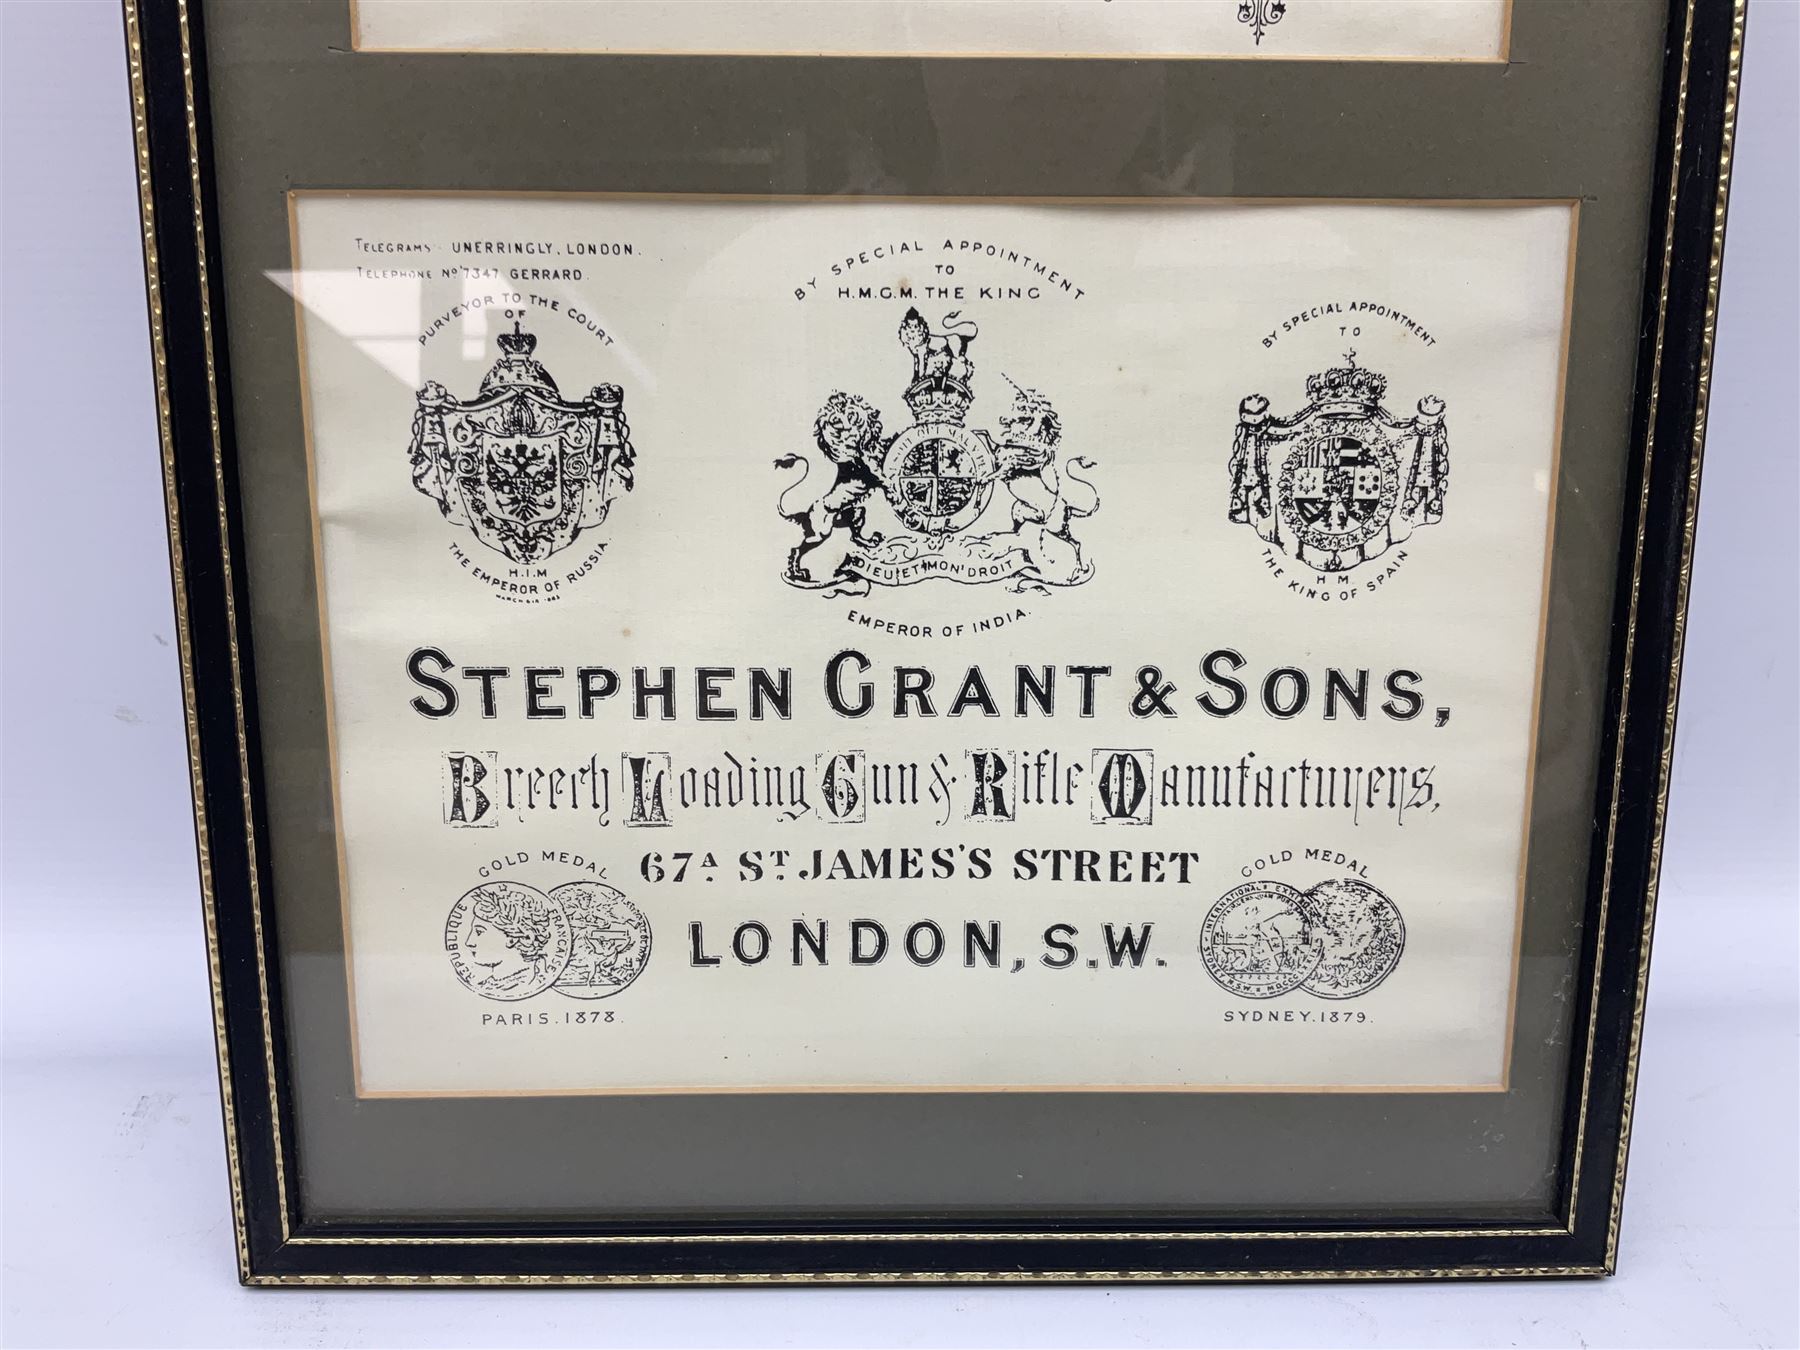 TELEGRAMS - UNERRINGLY, LONDON.
TELEPHONE No 7347 GERRARD.
PURVEYOR TO THE COURT
OF
H.I.M
THE EMPEROR OF RUSSIA
BY SPECIAL APPOINTMENT
TO
H.M.G.M. THE KING
DIEU ET MON DROIT
EMPEROR OF INDIA.
BY SPECIAL APPOINTMENT
TO
H M
THE KING OF SPAIN
STEPHEN GRANT & SONS,
Breech Loading Gun & Rifle Manufacturers,
67A. ST. JAMES'S STREET
LONDON, S.W.
GOLD MEDAL
REPUBLIQUE FRANCAISE
PARIS. 1878.
GOLD MEDAL
INTERNATIONAL
N.S.W.
SYDNEY. 1879.